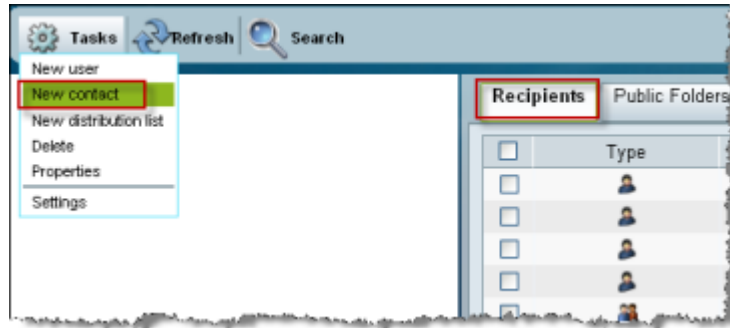 Tasks Refresh Search
New user
New contact
New distribution list
Delete
Properties
Settings
Recipients Public Folders
Type